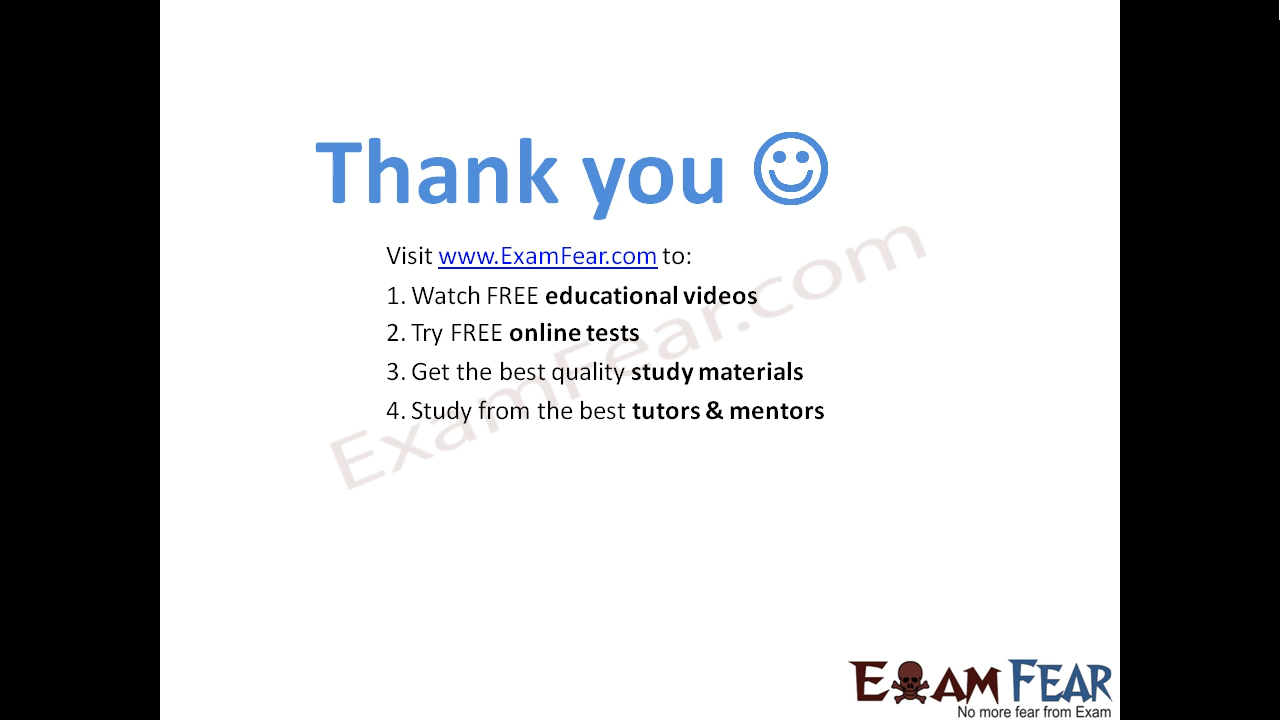 Thank you
Visit www.ExamFear.com to:
1. Watch FREE educational videos
2. Try FREE online tests
3. Get the best quality study materials
4. Study from the best tutors & mentors
ExamFear.com
EXAM FEAR
No more fear from Exam